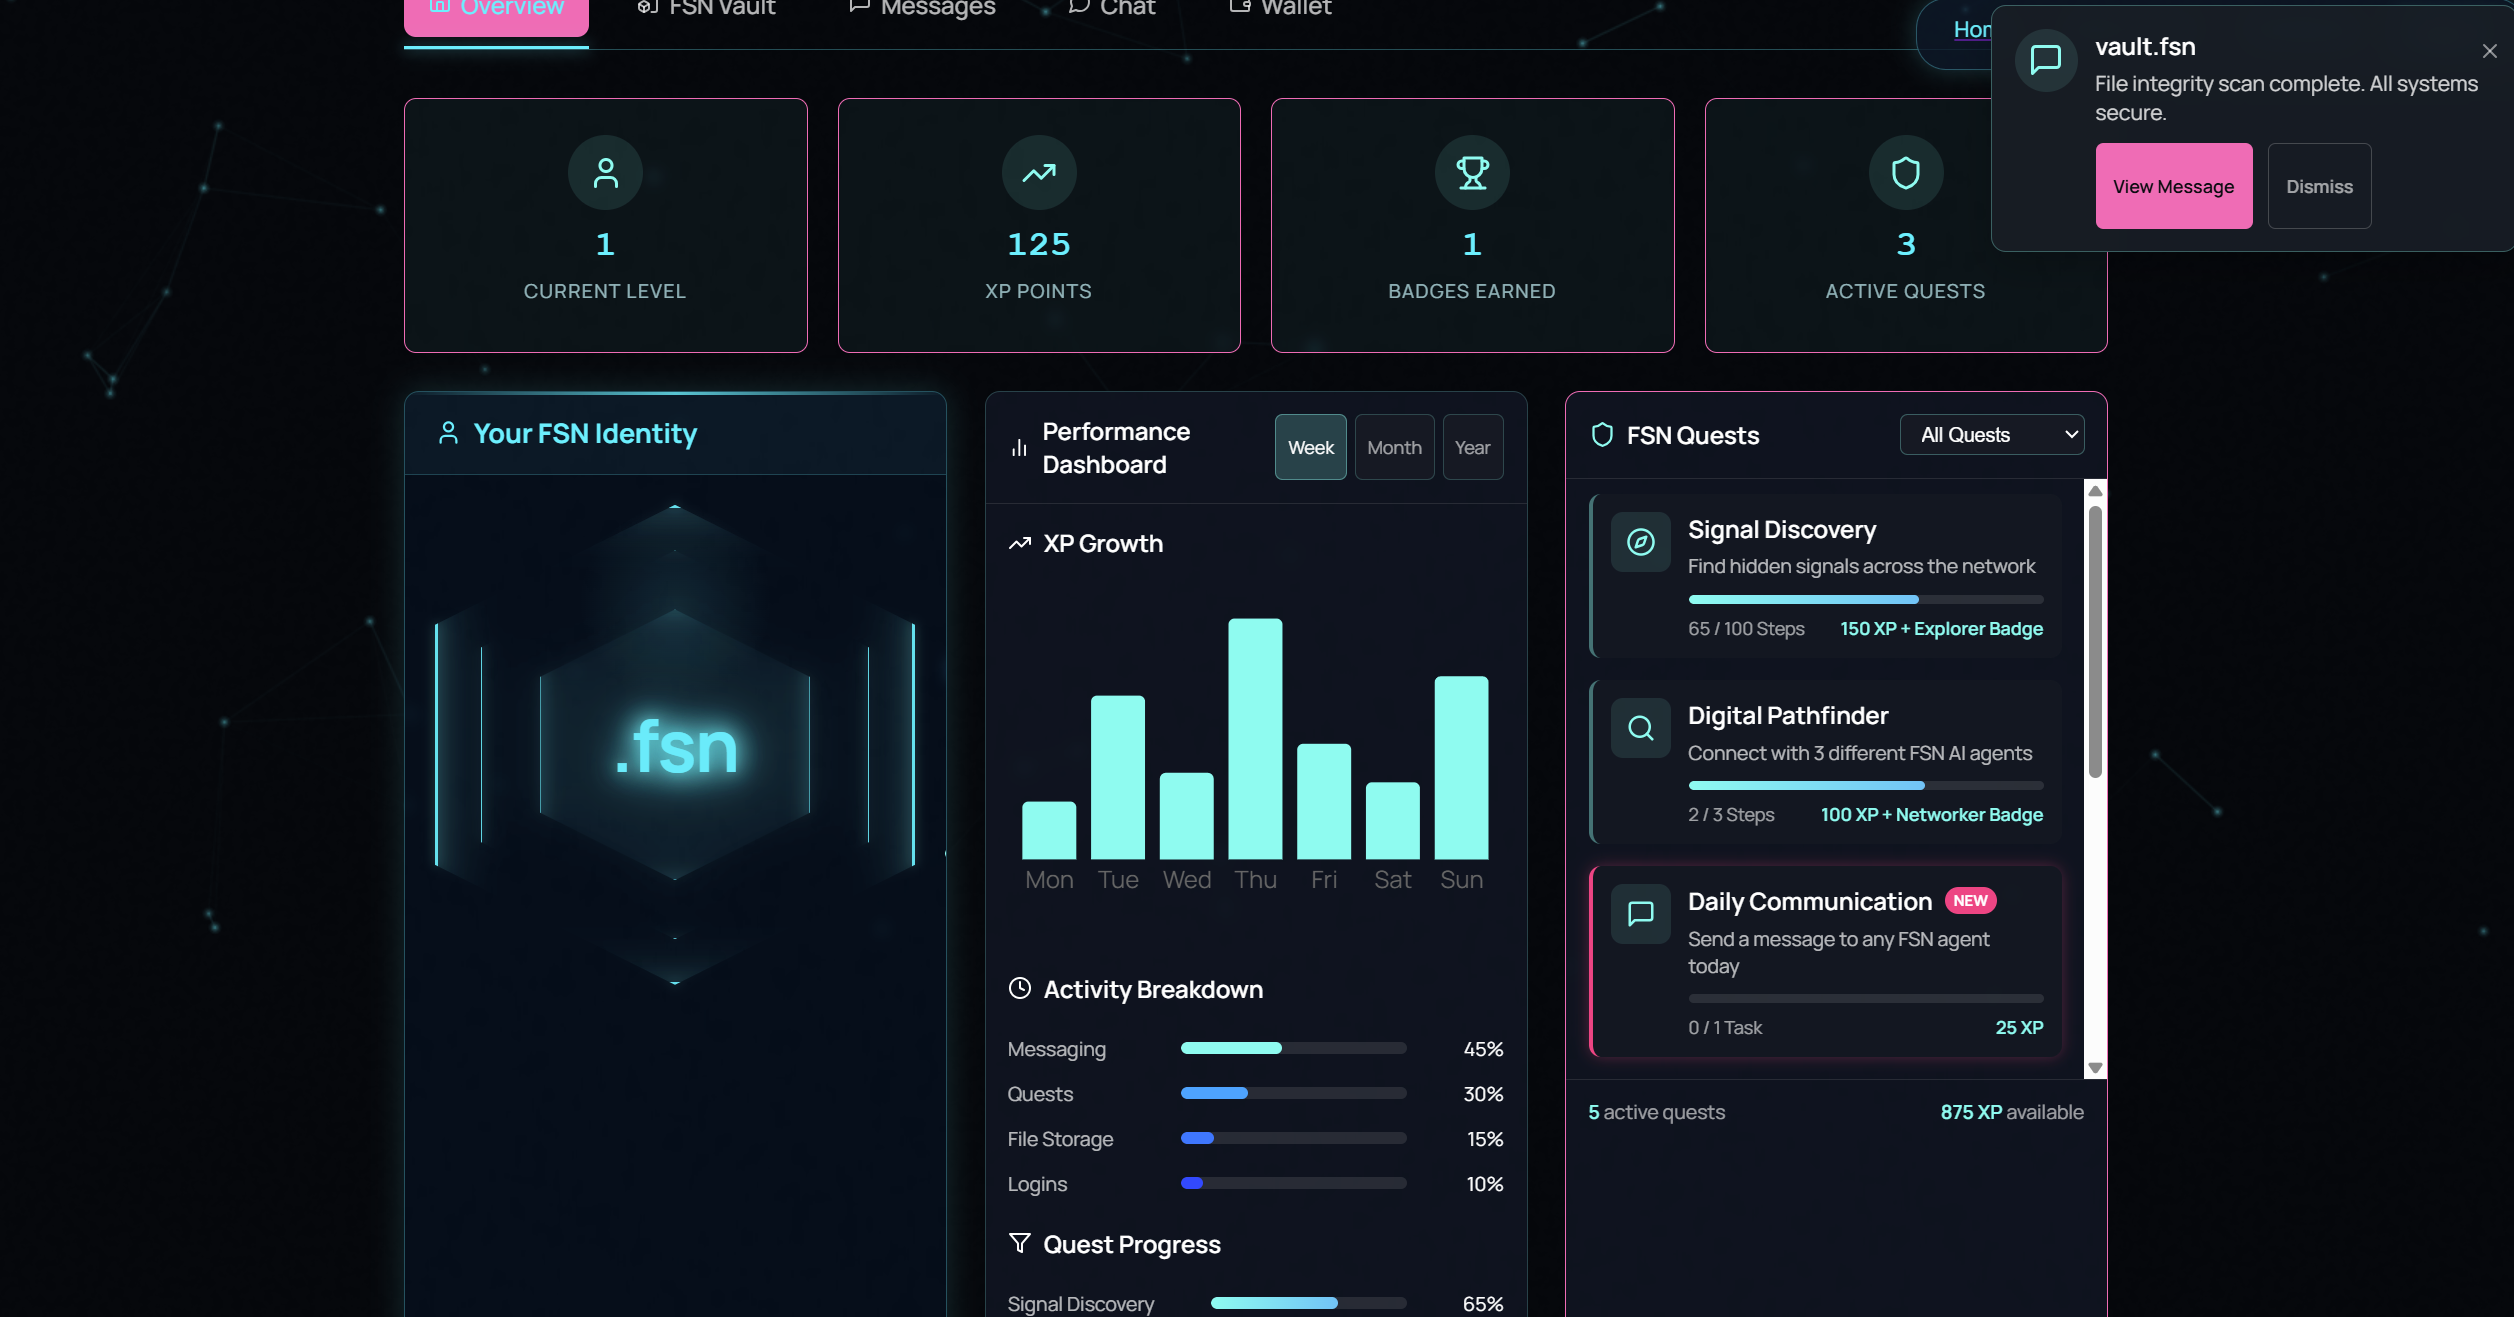 Overview
FSN Vault
Messages
Chat
Wallet
vault.fsn
File integrity scan complete. All systems
secure.
View Message
Dismiss
1
CURRENT LEVEL
125
XP POINTS
1
BADGES EARNED
3
ACTIVE QUESTS
Your FSN Identity
.fsn
Performance
Dashboard
Week
Month
Year
XP Growth
Mon
Tue
Wed
Thu
Fri
Sat
Sun
Activity Breakdown
Messaging
45%
Quests
30%
File Storage
15%
Logins
10%
Quest Progress
Signal Discovery
65%
FSN Quests
All Quests
Signal Discovery
Find hidden signals across the network
65 / 100 Steps
150 XP + Explorer Badge
Digital Pathfinder
Connect with 3 different FSN AI agents
2 / 3 Steps
100 XP + Networker Badge
Daily Communication
NEW
Send a message to any FSN agent
today
0 / 1 Task
25 XP
5 active quests
875 XP available